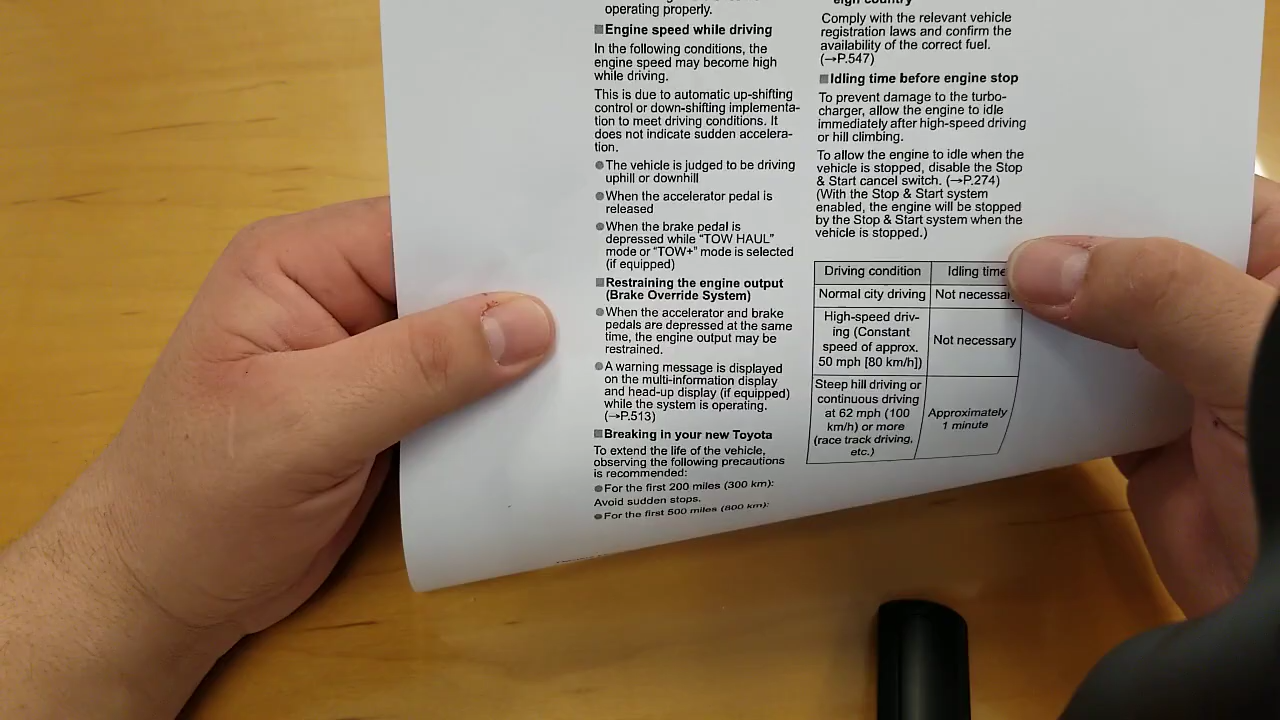 operating properly.
Engine speed while driving
In the following conditions, the
engine speed may become high
while driving.
This is due to automatic up-shifting
control or down-shifting implementa-
tion to meet driving conditions. It
does not indicate sudden accelera-
tion.
The vehicle is judged to be driving
uphill or downhill
When the accelerator pedal is
released
When the brake pedal is
depressed while “TOW HAUL”
mode or “TOW+” mode is selected
(if equipped)
Restraining the engine output
(Brake Override System)
When the accelerator and brake
pedals are depressed at the same
time, the engine output may be
restrained.
A warning message is displayed
on the multi-information display
and head-up display (if equipped)
while the system is operating.
(→P.513)
Breaking in your new Toyota
To extend the life of the vehicle,
observing the following precautions
is recommended:
For the first 200 miles (300 km):
Avoid sudden stops.
For the first 500 miles (800 km):
eign country
Comply with the relevant vehicle
registration laws and confirm the
availability of the correct fuel.
(→P.547)
Idling time before engine stop
To prevent damage to the turbo-
charger, allow the engine to idle
immediately after high-speed driving
or hill climbing.
To allow the engine to idle when the
vehicle is stopped, disable the Stop
& Start cancel switch. (→P.274)
(With the Stop & Start system
enabled, the engine will be stopped
by the Stop & Start system when the
vehicle is stopped.)
Driving condition Idling time
Normal city driving Not necessar
High-speed driv-
ing (Constant
speed of approx.
50 mph [80 km/h])
Not necessary
Steep hill driving or
continuous driving
at 62 mph (100
km/h) or more
(race track driving,
etc.)
Approximately
1 minute